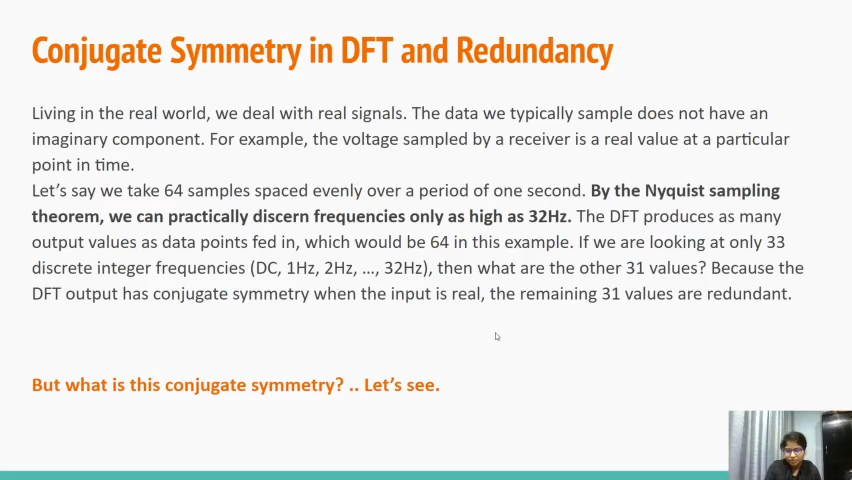 Conjugate Symmetry in DFT and Redundancy
Living in the real world, we deal with real signals. The data we typically sample does not have an
imaginary component. For example, the voltage sampled by a receiver is a real value at a particular
point in time.
Let’s say we take 64 samples spaced evenly over a period of one second. By the Nyquist sampling
theorem, we can practically discern frequencies only as high as 32Hz. The DFT produces as many
output values as data points fed in, which would be 64 in this example. If we are looking at only 33
discrete integer frequencies (DC, 1Hz, 2Hz, …, 32Hz), then what are the other 31 values? Because the
DFT output has conjugate symmetry when the input is real, the remaining 31 values are redundant.
But what is this conjugate symmetry? .. Let’s see.